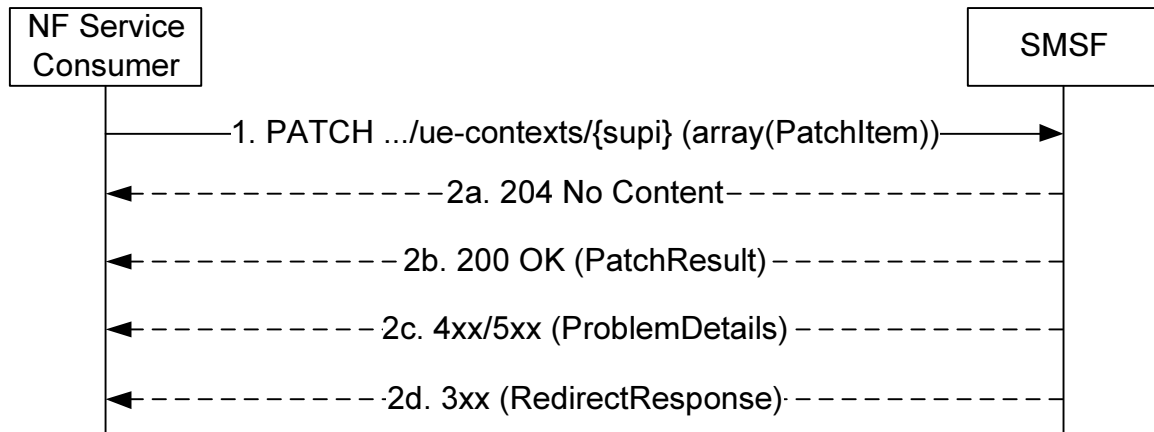 NF Service
Consumer
SMSF
1. PATCH .../ue-contexts/{supi} (array(PatchItem))
2a. 204 No Content
2b. 200 OK (PatchResult)
2c. 4xx/5xx (ProblemDetails)
2d. 3xx (RedirectResponse)